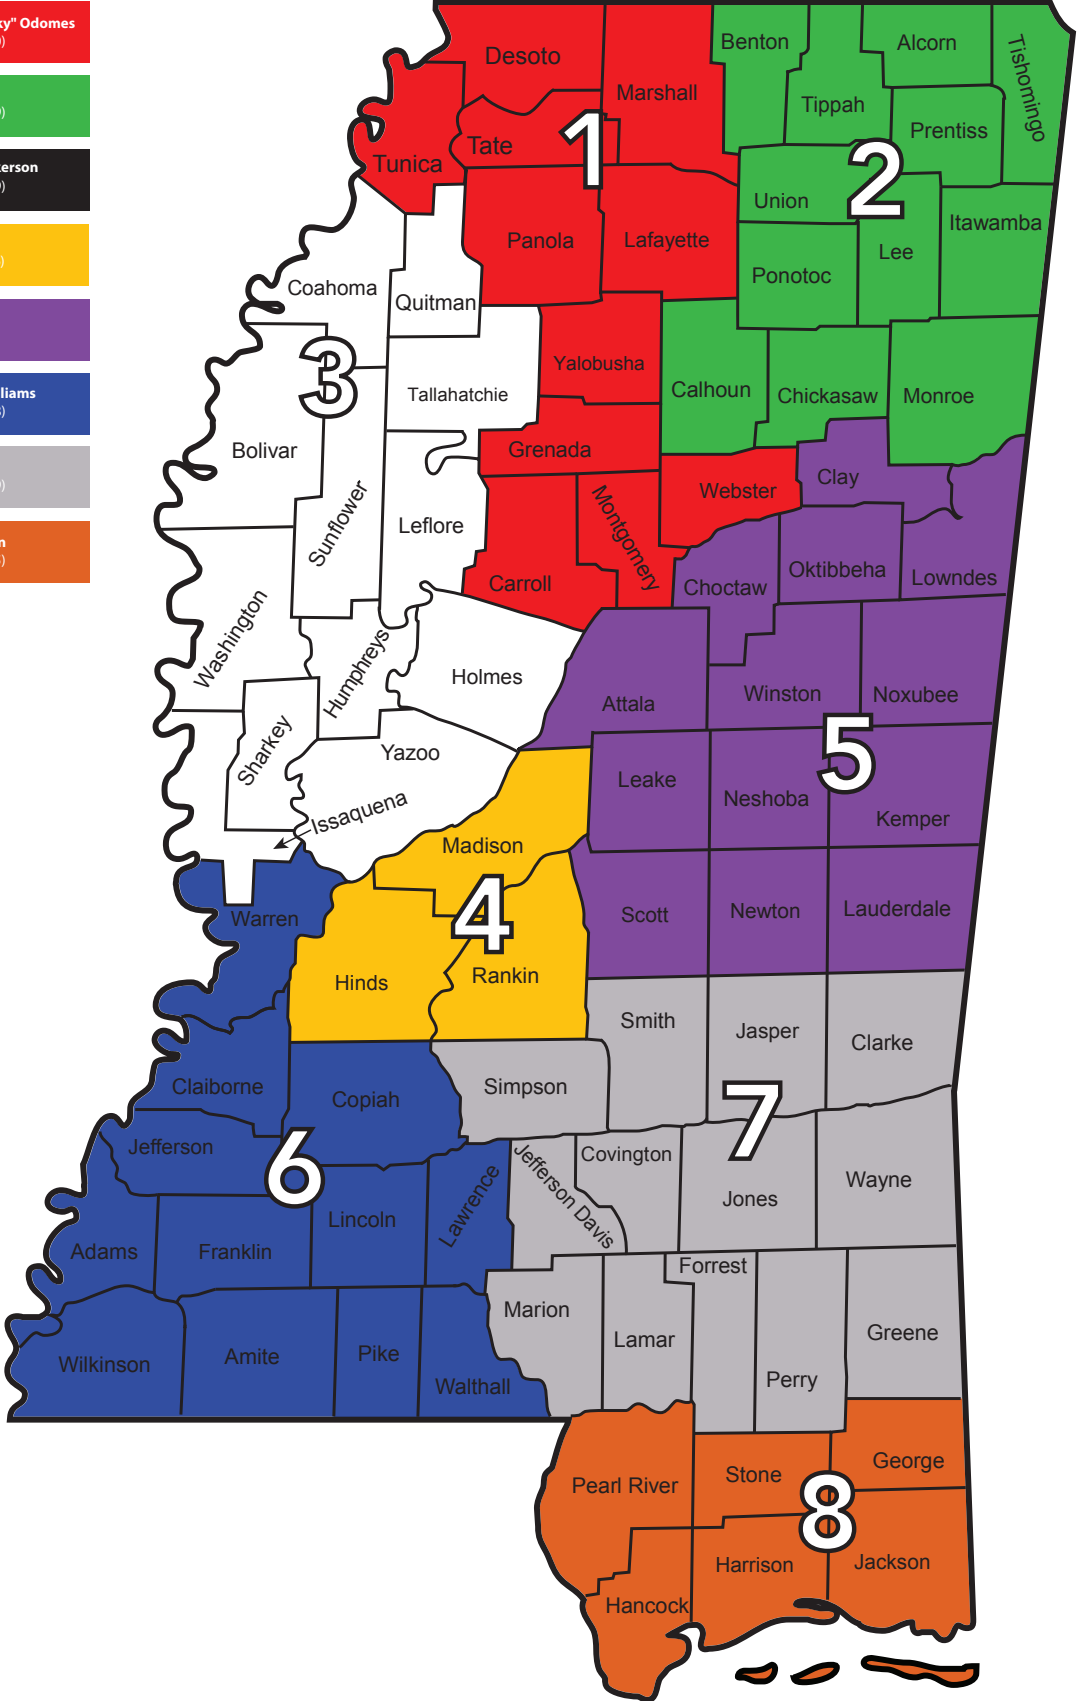 ky" Odomes
)
)
kerson
)
)
lliams
)
)
n
)
Desoto
Benton
Alcorn
Tishomingo
Marshall
Tippah
Prentiss
Tate
1
Tunica
2
Union
Itawamba
Panola
Lafayette
Lee
Ponotoc
Coahoma
Quitman
3
Yalobusha
Tallahatchie
Calhoun
Chickasaw
Monroe
Bolivar
Grenada
Clay
Webster
Sunflower
Leflore
Montgomery
Carroll
Choctaw
Oktibbeha
Lowndes
Washington
Humphreys
Holmes
Attala
Winston
Noxubee
Sharkey
Yazoo
5
Leake
Neshoba
Kemper
Issaquena
Madison
4
Warren
Scott
Newton
Lauderdale
Hinds
Rankin
Smith
Jasper
Clarke
Claiborne
Copiah
Simpson
7
Jefferson
6
Jefferson Davis
Covington
Jones
Wayne
Lawrence
Lincoln
Adams
Franklin
Forrest
Marion
Lamar
Greene
Wilkinson
Amite
Pike
Walthall
Perry
Pearl River
Stone
George
8
Harrison
Jackson
Hancock